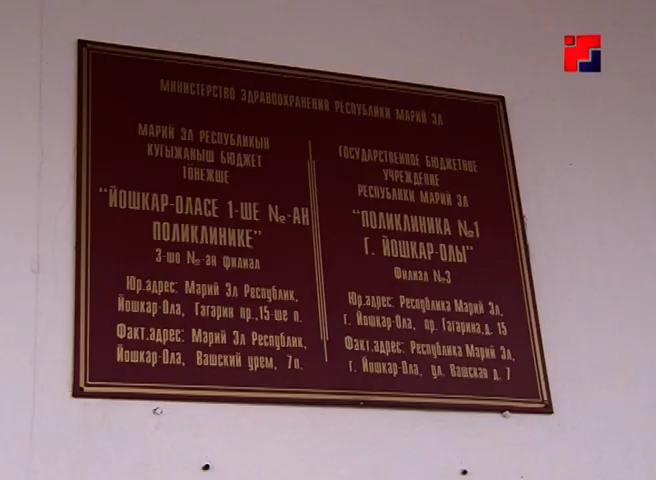 МИНИСТЕРСТВО ЗДРАВООХРАНЕНИЯ РЕСПУБЛИКИ МАРИЙ ЭЛ
МАРИЙ ЭЛ РЕСПУБЛИКЫН
КУГЫЖАНЫШ БЮДЖЕТ
ТӦНЕЖШЕ
"ЙОШКАР-ОЛАСЕ 1-ШЕ №-АН
ПОЛИКЛИНИКЕ"
3-шо №-ан филиал
Юр.адрес: Марий Эл Республик,
Йошкар-Ола, Гагарин пр.,15-ше п.
Факт.адрес: Марий Эл Республик,
Йошкар-Ола, Вашский урем, 7п.
ГОСУДАРСТВЕННОЕ БЮДЖЕТНОЕ
УЧРЕЖДЕНИЕ
РЕСПУБЛИКИ МАРИЙ ЭЛ
"ПОЛИКЛИНИКА №1
Г. ЙОШКАР-ОЛЫ"
Филиал №3
Юр.адрес: Республика Марий Эл,
г. Йошкар-Ола, пр. Гагарина,д. 15
Факт.адрес: Республика Марий Эл,
г. Йошкар-Ола, ул. Вашская д. 7